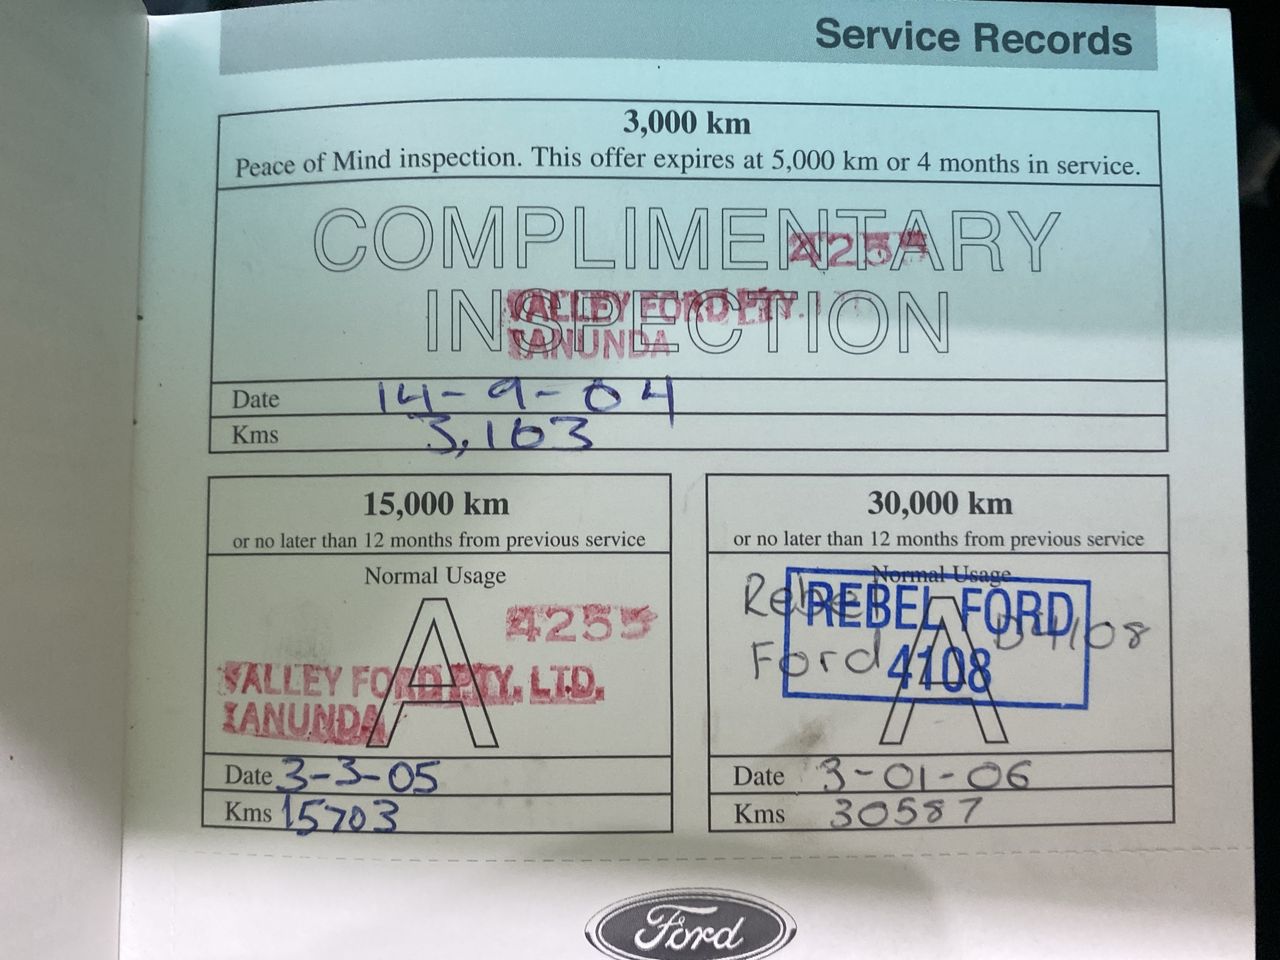 Service Records
3,000 km
Peace of Mind inspection. This offer expires at 5,000 km or 4 months in service.
COMPLIMENTARY
4255
INSPECTION
VALLEY FORD PTY.
TANUNDA
Date 14-9-04
Kms 3,163
15,000 km
or no later than 12 months from previous service
Normal Usage
A
4255
VALLEY FORD PTY. LTD.
TANUNDA
Date 3-3-05
Kms 15703
30,000 km
or no later than 12 months from previous service
Normal Usage
A
Rebel
Ford
D4108
REBEL FORD
4108
Date 3-01-06
Kms 30587
Ford